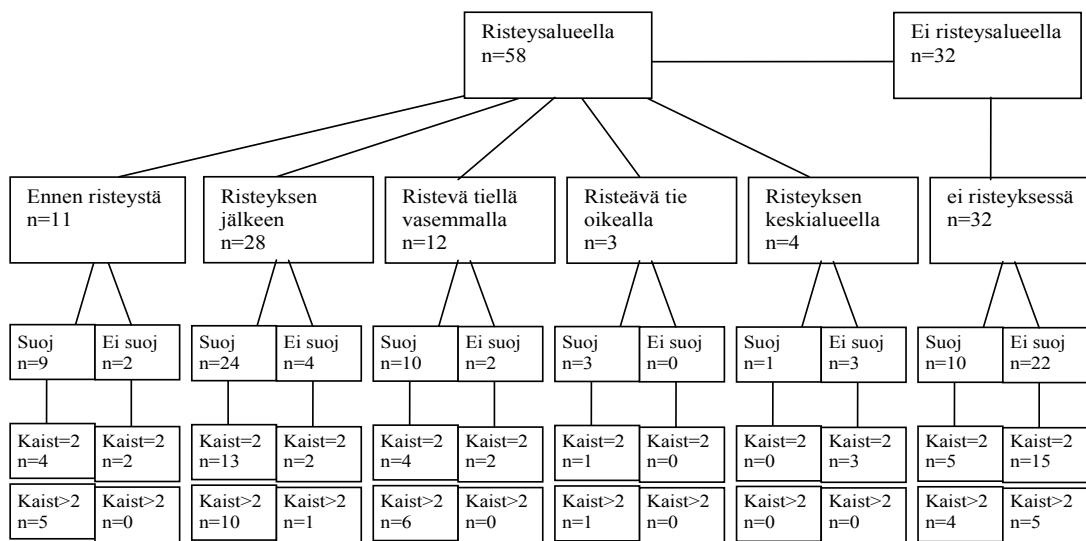 Risteysalueella
n=58
Ei risteysalueella
n=32
Ennen risteystä
n=11
Risteyksen
jälkeen
n=28
Ristevä tiellä
vasemmalla
n=12
Risteävä tie
oikealla
n=3
Risteyksen
keskialueella
n=4
ei risteyksessä
n=32
Suoj
n=9
Ei suoj
n=2
Suoj
n=24
Ei suoj
n=4
Suoj
n=10
Ei suoj
n=2
Suoj
n=3
Ei suoj
n=0
Suoj
n=1
Ei suoj
n=3
Suoj
n=10
Ei suoj
n=22
Kaist=2
n=4
Kaist=2
n=2
Kaist=2
n=13
Kaist=2
n=2
Kaist=2
n=4
Kaist=2
n=2
Kaist=2
n=1
Kaist=2
n=0
Kaist=2
n=0
Kaist=2
n=3
Kaist=2
n=5
Kaist=2
n=15
Kaist>2
n=5
Kaist>2
n=0
Kaist>2
n=10
Kaist>2
n=1
Kaist>2
n=6
Kaist>2
n=0
Kaist>2
n=1
Kaist>2
n=0
Kaist>2
n=0
Kaist>2
n=0
Kaist>2
n=4
Kaist>2
n=5